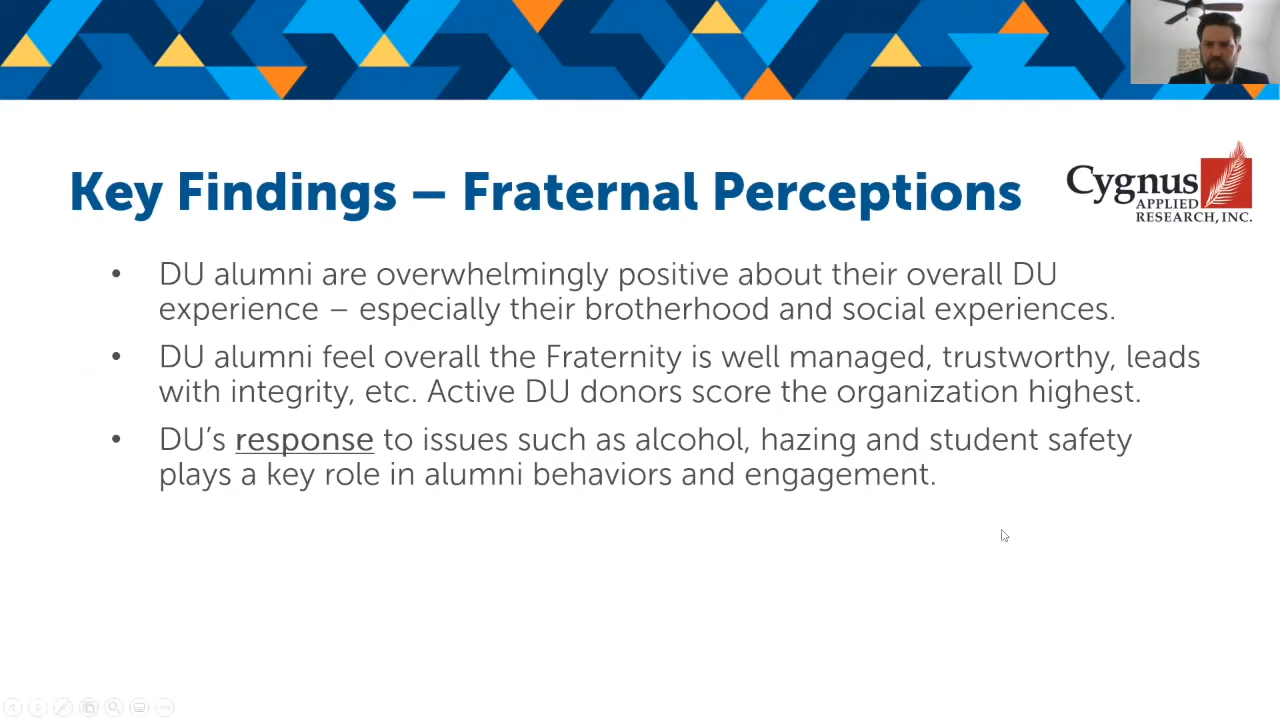 Key Findings – Fraternal Perceptions
Cygnus
APPLIED
RESEARCH, INC.
• DU alumni are overwhelmingly positive about their overall DU
experience – especially their brotherhood and social experiences.
• DU alumni feel overall the Fraternity is well managed, trustworthy, leads
with integrity, etc. Active DU donors score the organization highest.
• DU’s response to issues such as alcohol, hazing and student safety
plays a key role in alumni behaviors and engagement.